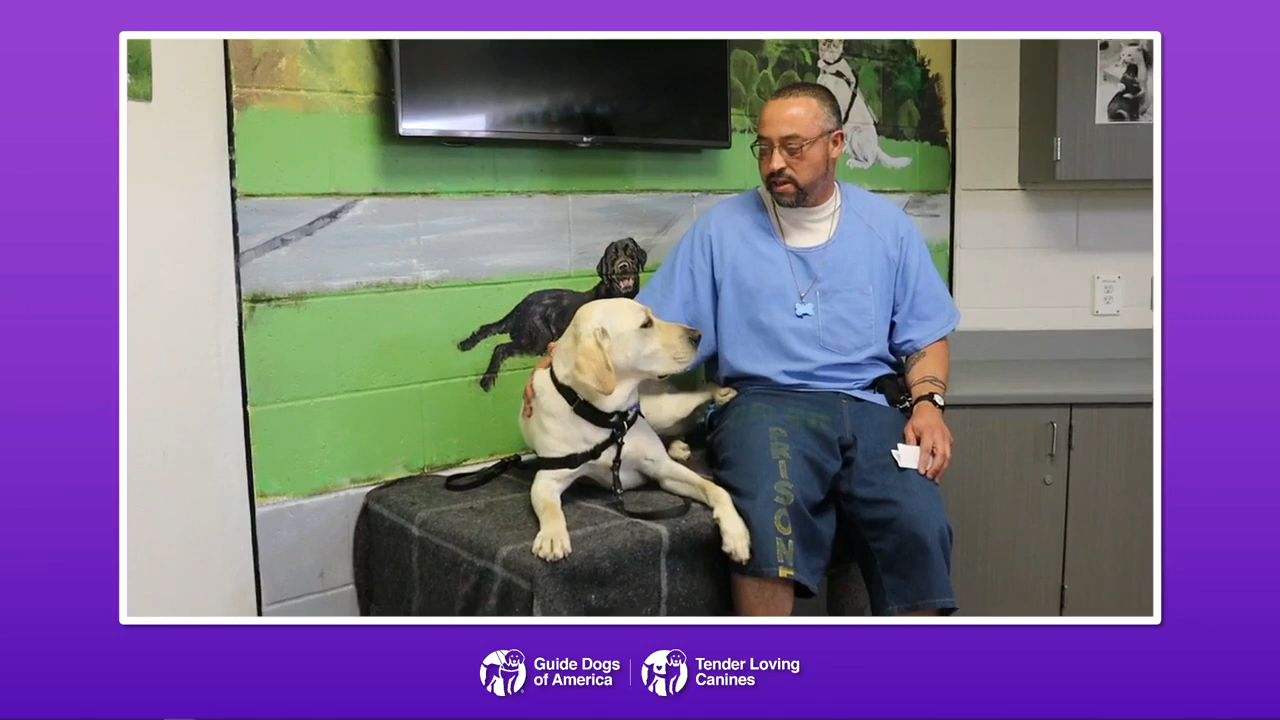 PRISONE
Guide Dogs
of America
Tender Loving
Canines